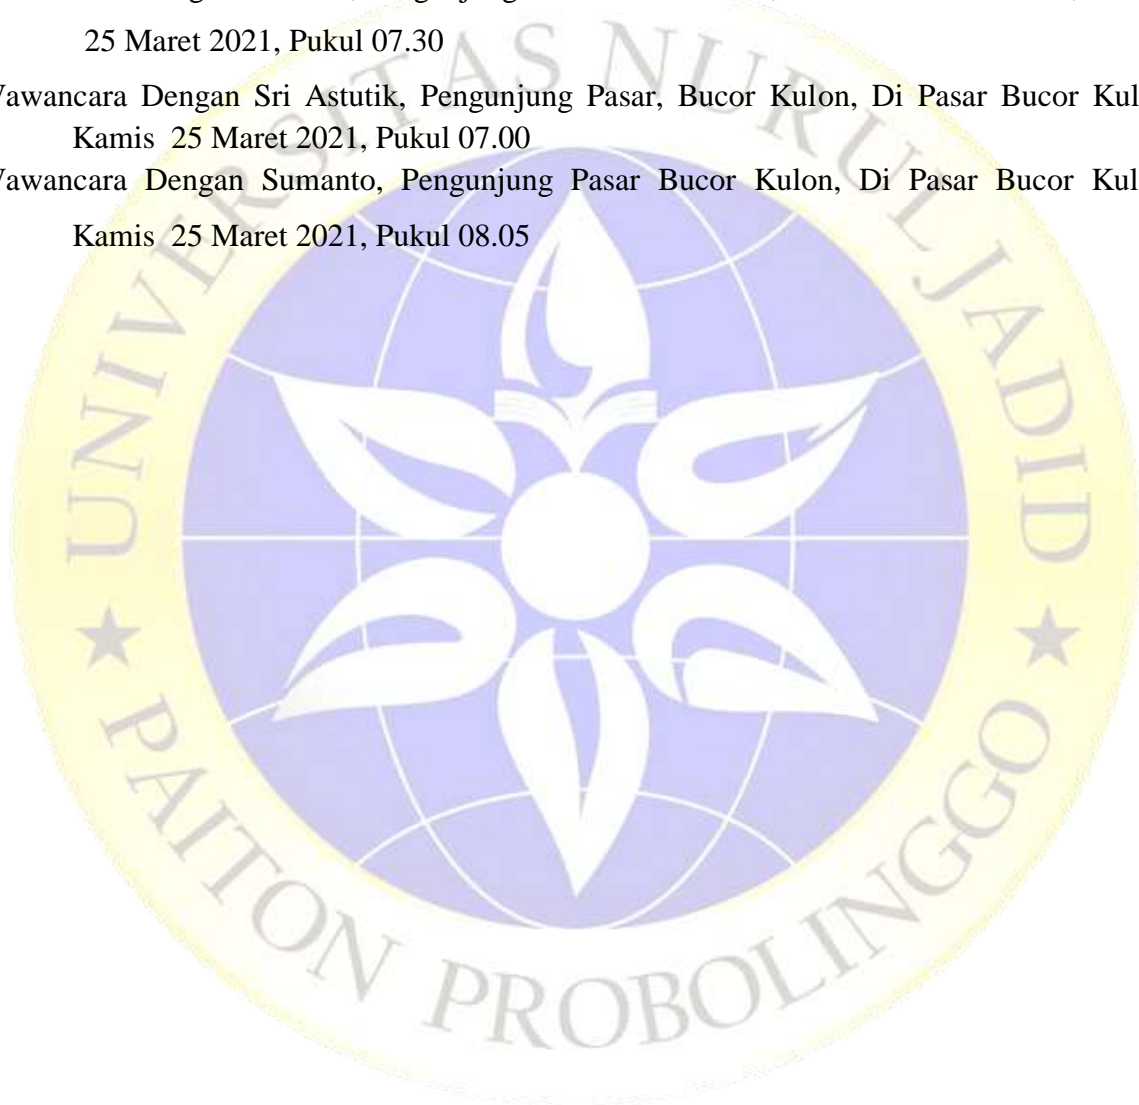 25 Maret 2021, Pukul 07.30
Wawancara Dengan Sri Astutik, Pengunjung Pasar, Bucor Kulon, Di Pasar Bucor Kul
Kamis 25 Maret 2021, Pukul 07.00
Wawancara Dengan Sumanto, Pengunjung Pasar Bucor Kulon, Di Pasar Bucor Kul
Kamis 25 Maret 2021, Pukul 08.05
UNIVERSITAS NURUL JADID
PAITON PROBOLINGGO